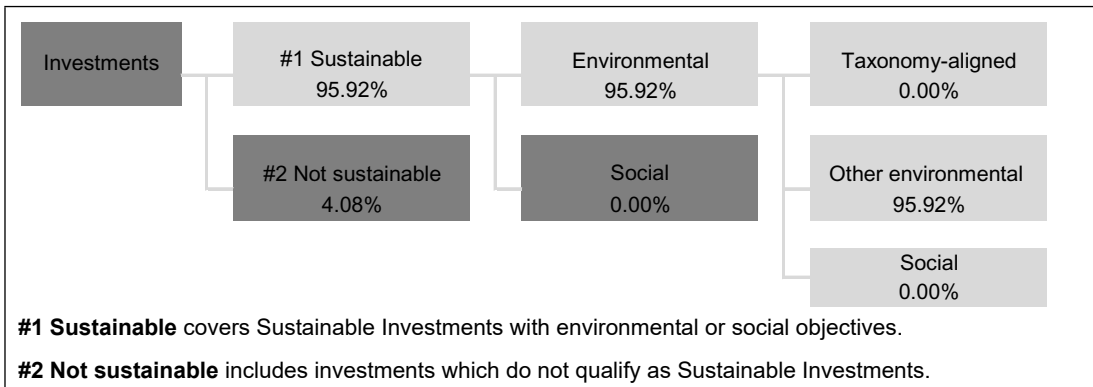 Investments
#1 Sustainable
95.92%
Environmental
95.92%
Taxonomy-aligned
0.00%
#2 Not sustainable
4.08%
Social
0.00%
Other environmental
95.92%
Social
0.00%
#1 Sustainable covers Sustainable Investments with environmental or social objectives.
#2 Not sustainable includes investments which do not qualify as Sustainable Investments.